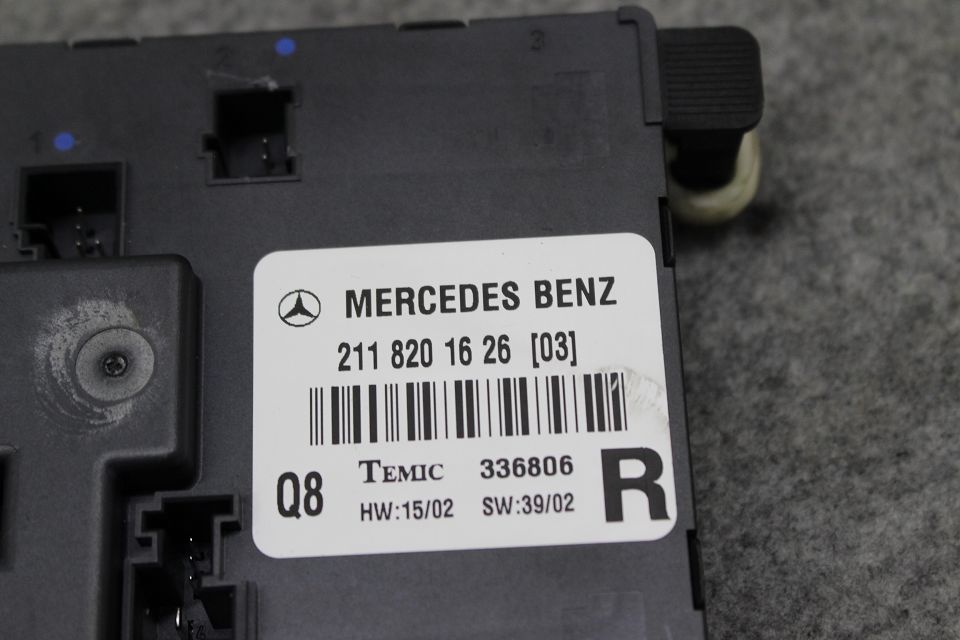 2
3
1
MERCEDES BENZ
211 820 16 26 [03]
Q8 TEMIC 336806 R
HW:15/02 SW:39/02